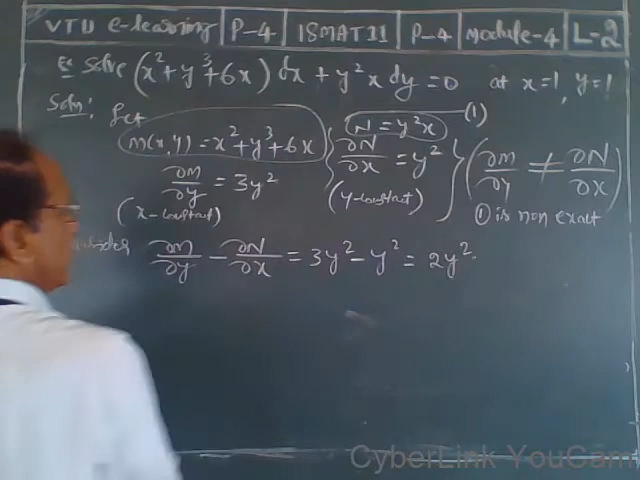 VTU e-learning | P-4 | 18MAT11 | P-4 | Module-4 | L-2
Ex Solve (x²+y³+6x) dx + y²x dy = 0 at x=1, y=1
Soln: Let (1)
M(x,y) = x²+y³+6x N = y²x
∂M/∂y = 3y² ∂N/∂x = y² (∂M/∂y ≠ ∂N/∂x)
(x-constant) (y-constant) ① is non exact
∂M/∂y - ∂N/∂x = 3y² - y² = 2y².
CyberLink YouCam